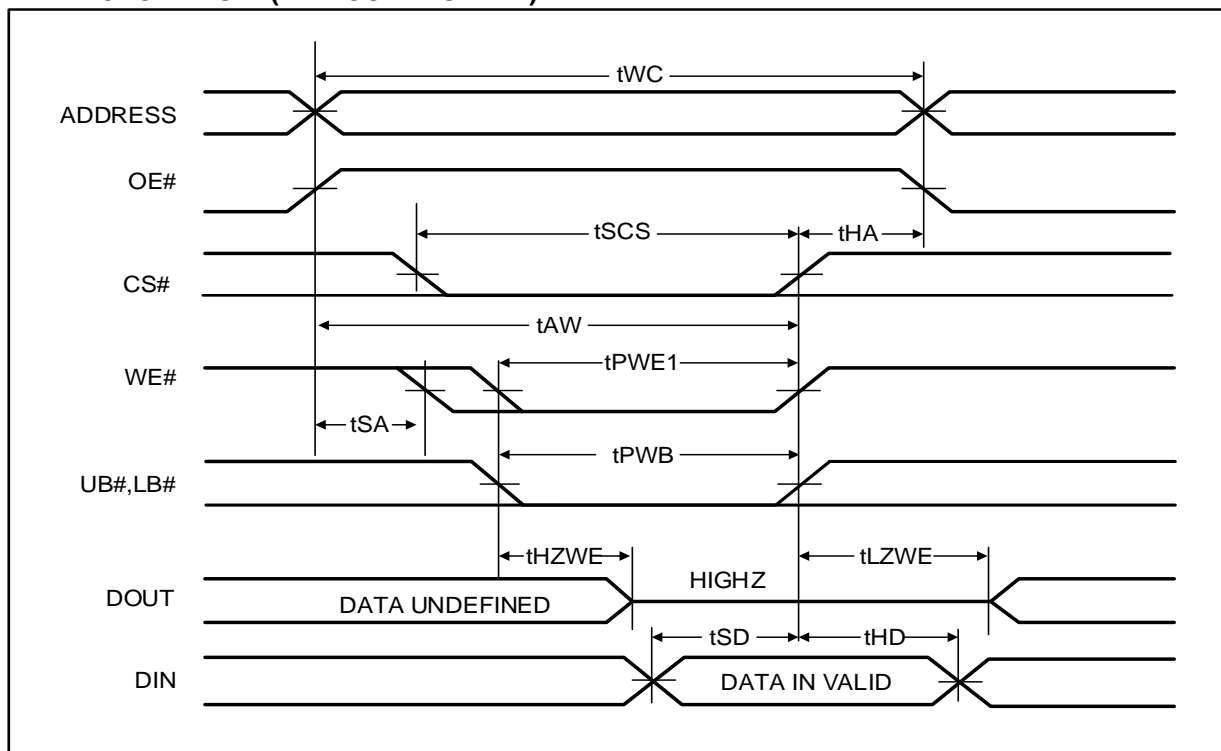 tWC
ADDRESS
OE#
tSCS
tHA
CS#
tAW
tPWE1
WE#
tSA
tPWB
UB#,LB#
tHZWE
tLZWE
HIGHZ
DOUT
DATA UNDEFINED
tSD
tHD
DIN
DATA IN VALID